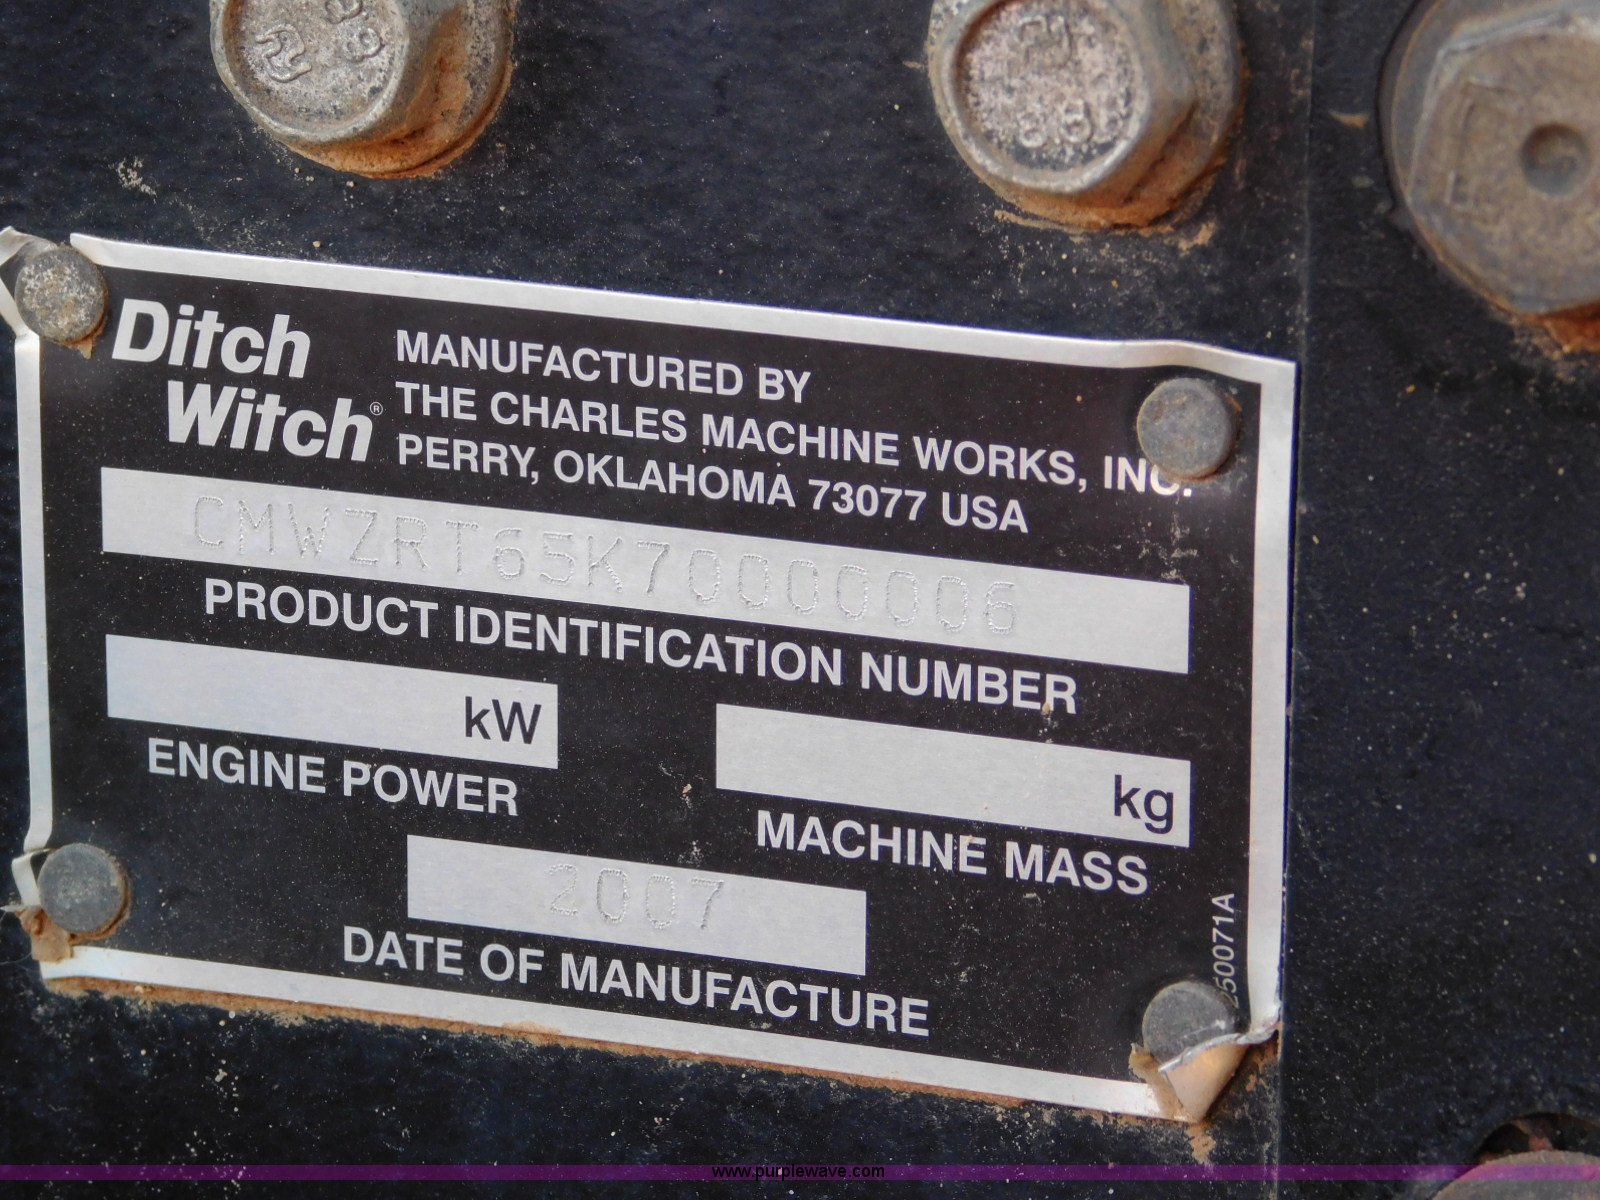 Ditch
Witch®
MANUFACTURED BY
THE CHARLES MACHINE WORKS, INC.
PERRY, OKLAHOMA 73077 USA
CMWZRT65K70000006
PRODUCT IDENTIFICATION NUMBER
kW
ENGINE POWER
kg
MACHINE MASS
2007
DATE OF MANUFACTURE
250071A
www.purplewave.com